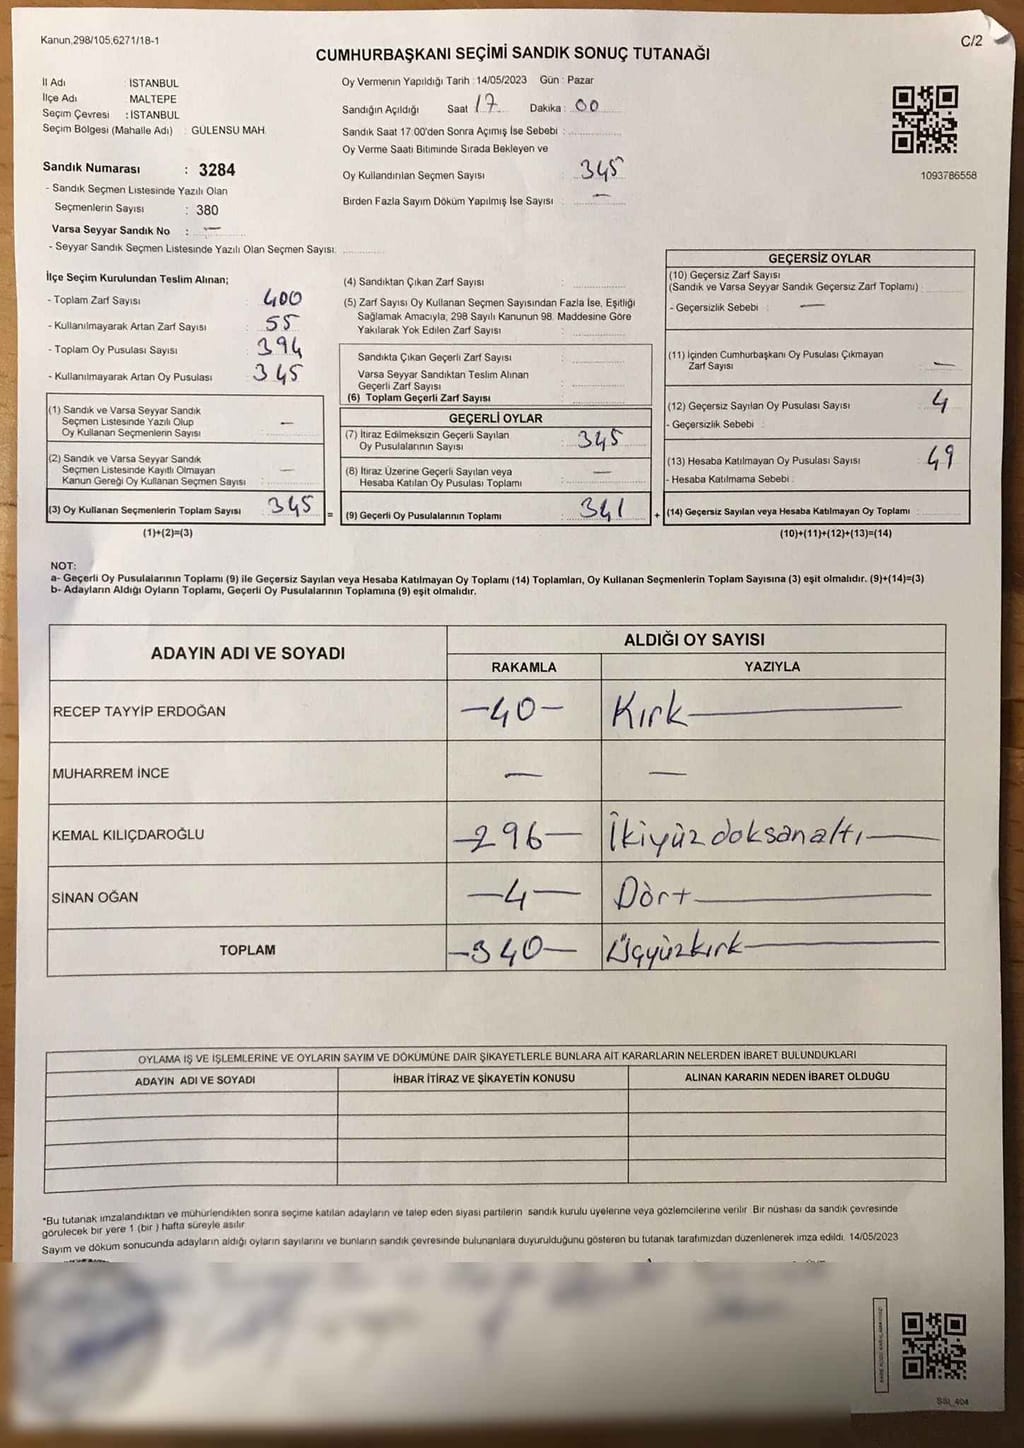 Kanun,298/105,6271/18-1
C/2
CUMHURBAŞKANI SEÇİMİ SANDIK SONUÇ TUTANAĞI
İl Adı : İSTANBUL
İlçe Adı : MALTEPE
Seçim Çevresi : İSTANBUL
Seçim Bölgesi (Mahalle Adı) : GÜLENSU MAH.
Sandık Numarası : 3284
- Sandık Seçmen Listesinde Yazılı Olan
Seçmenlerin Sayısı : 380
Varsa Seyyar Sandık No : —
- Seyyar Sandık Seçmen Listesinde Yazılı Olan Seçmen Sayısı:
Oy Vermenin Yapıldığı Tarih : 14/05/2023 Gün : Pazar
Sandığın Açıldığı Saat 17 Dakika : 00
Sandık Saat 17.00'den Sonra Açımış İse Sebebi :
Oy Verme Saati Bitiminde Sırada Bekleyen ve
Oy Kullandırılan Seçmen Sayısı : 345
Birden Fazla Sayım Döküm Yapılmış İse Sayısı : —
1093786558
İlçe Seçim Kurulundan Teslim Alınan;
- Toplam Zarf Sayısı : 400
- Kullanılmayarak Artan Zarf Sayısı 55
- Toplam Oy Pusulası Sayısı 394
- Kullanılmayarak Artan Oy Pusulası 345
(1) Sandık ve Varsa Seyyar Sandık
Seçmen Listesinde Yazılı Olup
Oy Kullanan Seçmenlerin Sayısı : —
(2) Sandık ve Varsa Seyyar Sandık
Seçmen Listesinde Kayıtlı Olmayan
Kanun Gereği Oy Kullanan Seçmen Sayısı : —
(3) Oy Kullanan Seçmenlerin Toplam Sayısı 345 =
(1)+(2)=(3)
(4) Sandıktan Çıkan Zarf Sayısı :
(5) Zarf Sayısı Oy Kullanan Seçmen Sayısından Fazla İse, Eşitliği
Sağlamak Amacıyla, 298 Sayılı Kanunun 98. Maddesine Göre
Yakılarak Yok Edilen Zarf Sayısı :
Sandıkta Çıkan Geçerli Zarf Sayısı :
Varsa Seyyar Sandıktan Teslim Alınan
Geçerli Zarf Sayısı :
(6) Toplam Geçerli Zarf Sayısı :
GEÇERLİ OYLAR
(7) İtiraz Edilmeksizin Geçerli Sayılan
Oy Pusulalarının Sayısı : 345
(8) İtiraz Üzerine Geçerli Sayılan veya
Hesaba Katılan Oy Pusulası Toplamı : —
(9) Geçerli Oy Pusulalarının Toplamı : 341 +
GEÇERSİZ OYLAR
(10) Geçersiz Zarf Sayısı
(Sandık ve Varsa Seyyar Sandık Geçersiz Zarf Toplamı) :
- Geçersizlik Sebebi : —
(11) İçinden Cumhurbaşkanı Oy Pusulası Çıkmayan
Zarf Sayısı : —
(12) Geçersiz Sayılan Oy Pusulası Sayısı : 4
- Geçersizlik Sebebi :
(13) Hesaba Katılmayan Oy Pusulası Sayısı : 49
- Hesaba Katılmama Sebebi :
(14) Geçersiz Sayılan veya Hesaba Katılmayan Oy Toplamı :
(10)+(11)+(12)+(13)=(14)
NOT:
a- Geçerli Oy Pusulalarının Toplamı (9) ile Geçersiz Sayılan veya Hesaba Katılmayan Oy Toplamı (14) Toplamları, Oy Kullanan Seçmenlerin Toplam Sayısına (3) eşit olmalıdır. (9)+(14)=(3)
b- Adayların Aldığı Oyların Toplamı, Geçerli Oy Pusulalarının Toplamına (9) eşit olmalıdır.
ADAYIN ADI VE SOYADI
ALDIĞI OY SAYISI
RAKAMLA YAZIYLA
RECEP TAYYİP ERDOĞAN -40- Kırk—
MUHARREM İNCE — —
KEMAL KILIÇDAROĞLU -296- İkiyüz doksan altı—
SİNAN OĞAN -4- Dört—
TOPLAM -340- Üçyüzkırk—
OYLAMA İŞ VE İŞLEMLERİNE VE OYLARIN SAYIM VE DÖKÜMÜNE DAİR ŞİKAYETLERLE BUNLARA AİT KARARLARIN NELERDEN İBARET BULUNDUKLARI
ADAYIN ADI VE SOYADI İHBAR İTİRAZ VE ŞİKAYETİN KONUSU ALINAN KARARIN NEDEN İBARET OLDUĞU
*Bu tutanak imzalandıktan ve mühürlendikten sonra seçime katılan adayların ve talep eden siyasi partilerin sandık kurulu üyelerine veya gözlemcilerine verilir. Bir nüshası da sandık çevresinde
görülecek bir yere 1 (bir ) hafta süreyle asılır.
Sayım ve döküm sonucunda adayların aldığı oyların sayılarını ve bunların sandık çevresinde bulunanlara duyurulduğunu gösteren bu tutanak tarafımızdan düzenlenerek imza edildi. 14/05/2023
SSI_404